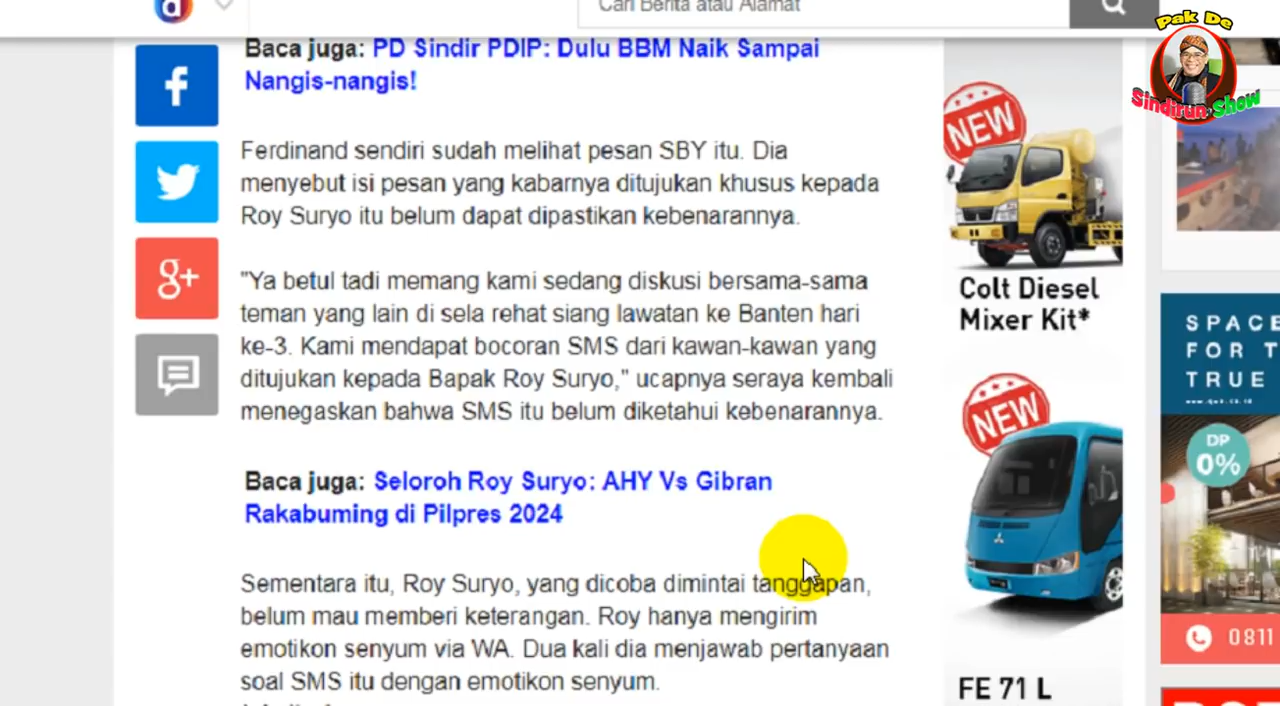 d
Cari Berita atau Alamat
Pak De
Sindirun Show
Baca juga: PD Sindir PDIP: Dulu BBM Naik Sampai
Nangis-nangis!
Ferdinand sendiri sudah melihat pesan SBY itu. Dia
menyebut isi pesan yang kabarnya ditujukan khusus kepada
Roy Suryo itu belum dapat dipastikan kebenarannya.
"Ya betul tadi memang kami sedang diskusi bersama-sama
teman yang lain di sela rehat siang lawatan ke Banten hari
ke-3. Kami mendapat bocoran SMS dari kawan-kawan yang
ditujukan kepada Bapak Roy Suryo," ucapnya seraya kembali
menegaskan bahwa SMS itu belum diketahui kebenarannya.
Baca juga: Seloroh Roy Suryo: AHY Vs Gibran
Rakabuming di Pilpres 2024
Sementara itu, Roy Suryo, yang dicoba dimintai tanggapan,
belum mau memberi keterangan. Roy hanya mengirim
emotikon senyum via WA. Dua kali dia menjawab pertanyaan
soal SMS itu dengan emotikon senyum.
f
g+
NEW
Colt Diesel
Mixer Kit*
NEW
FE 71 L
SPACE
FOR T
TRUE
DP
0%
0811